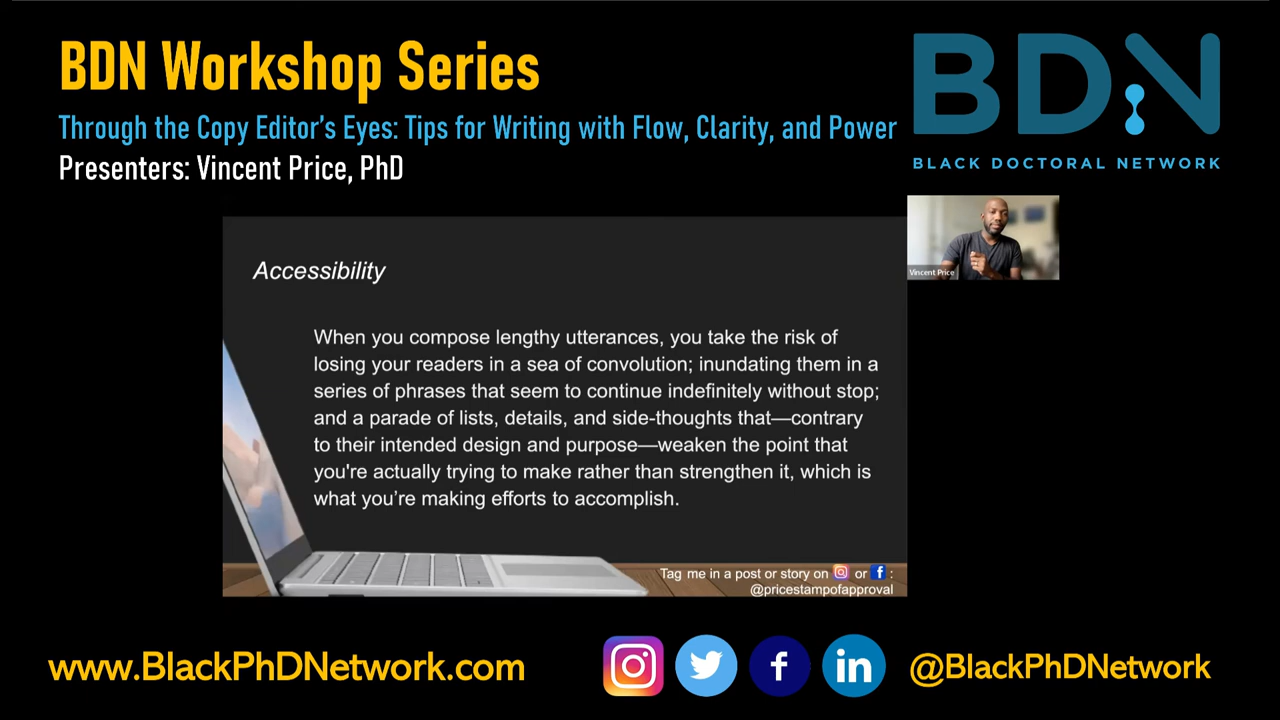 BDN Workshop Series
Through the Copy Editor's Eyes: Tips for Writing with Flow, Clarity, and Power
Presenters: Vincent Price, PhD
BDN
BLACK DOCTORAL NETWORK
Vincent Price
Accessibility
When you compose lengthy utterances, you take the risk of
losing your readers in a sea of convolution; inundating them in a
series of phrases that seem to continue indefinitely without stop;
and a parade of lists, details, and side-thoughts that—contrary
to their intended design and purpose—weaken the point that
you're actually trying to make rather than strengthen it, which is
what you’re making efforts to accomplish.
Tag me in a post or story on or f :
@pricestampofapproval
www.BlackPhDNetwork.com
f
in
@BlackPhDNetwork